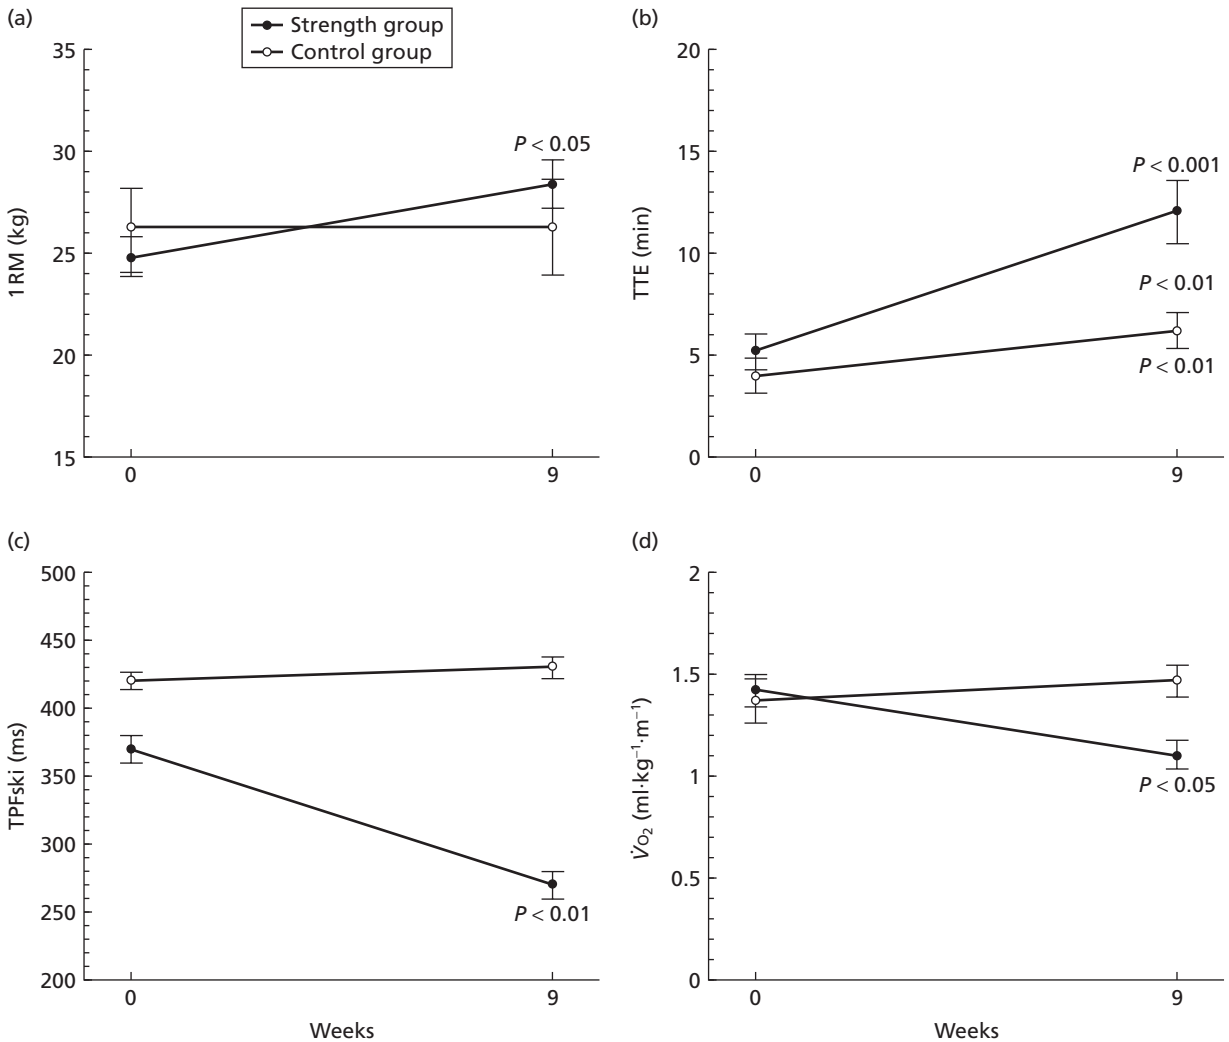 (a)
Strength group
Control group
35
30
25
20
15
1RM (kg)
P < 0.05
0
9
(b)
20
15
10
5
0
TTE (min)
P < 0.001
P < 0.01
P < 0.01
0
9
(c)
500
450
400
350
300
250
200
TPFski (ms)
P < 0.01
0
9
Weeks
(d)
2
1.5
1
0.5
0
V̇O₂ (ml·kg⁻¹·m⁻¹)
P < 0.05
0
9
Weeks